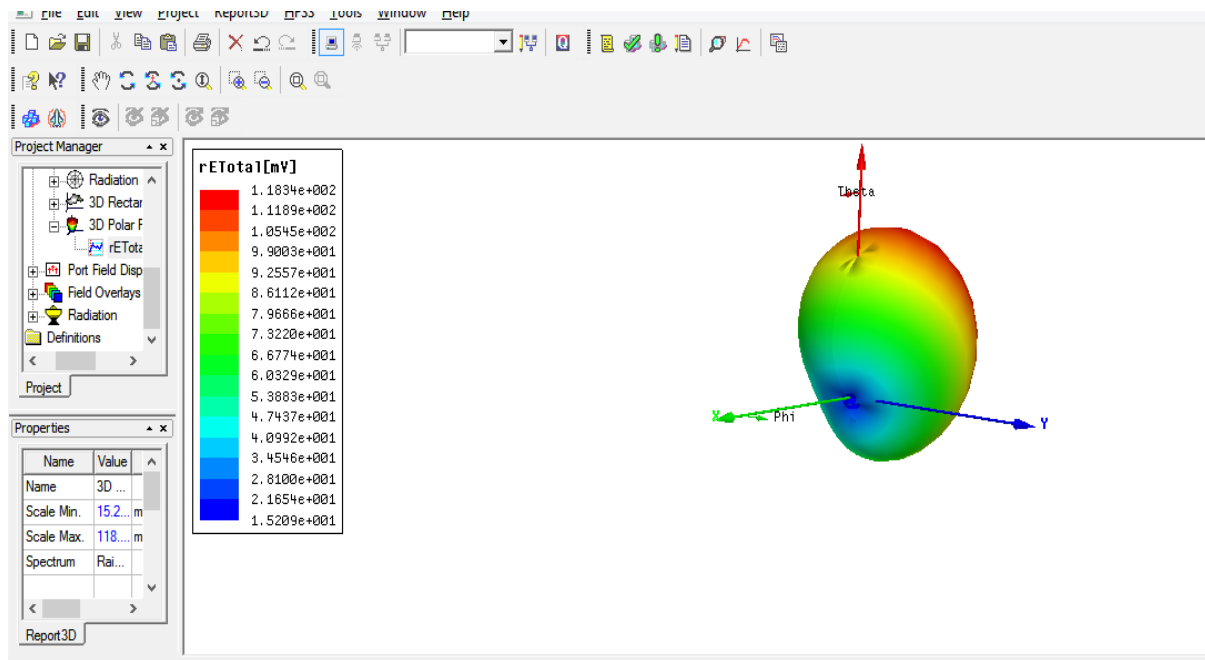 File Edit View Project Report3D HFSS Tools Window Help
Project Manager
Radiation
3D Rectar
3D Polar F
rETota
Port Field Disp
Field Overlays
Radiation
Definitions
Project
Properties
Name Value
Name 3D ...
Scale Min. 15.2... m
Scale Max. 118.... m
Spectrum Rai...
Report3D
rETotal[mV]
1.1834e+002
1.1189e+002
1.0545e+002
9.9003e+001
9.2557e+001
8.6112e+001
7.9666e+001
7.3220e+001
6.6774e+001
6.0329e+001
5.3883e+001
4.7437e+001
4.0992e+001
3.4546e+001
2.8100e+001
2.1654e+001
1.5209e+001
Theta
X
Phi
Y